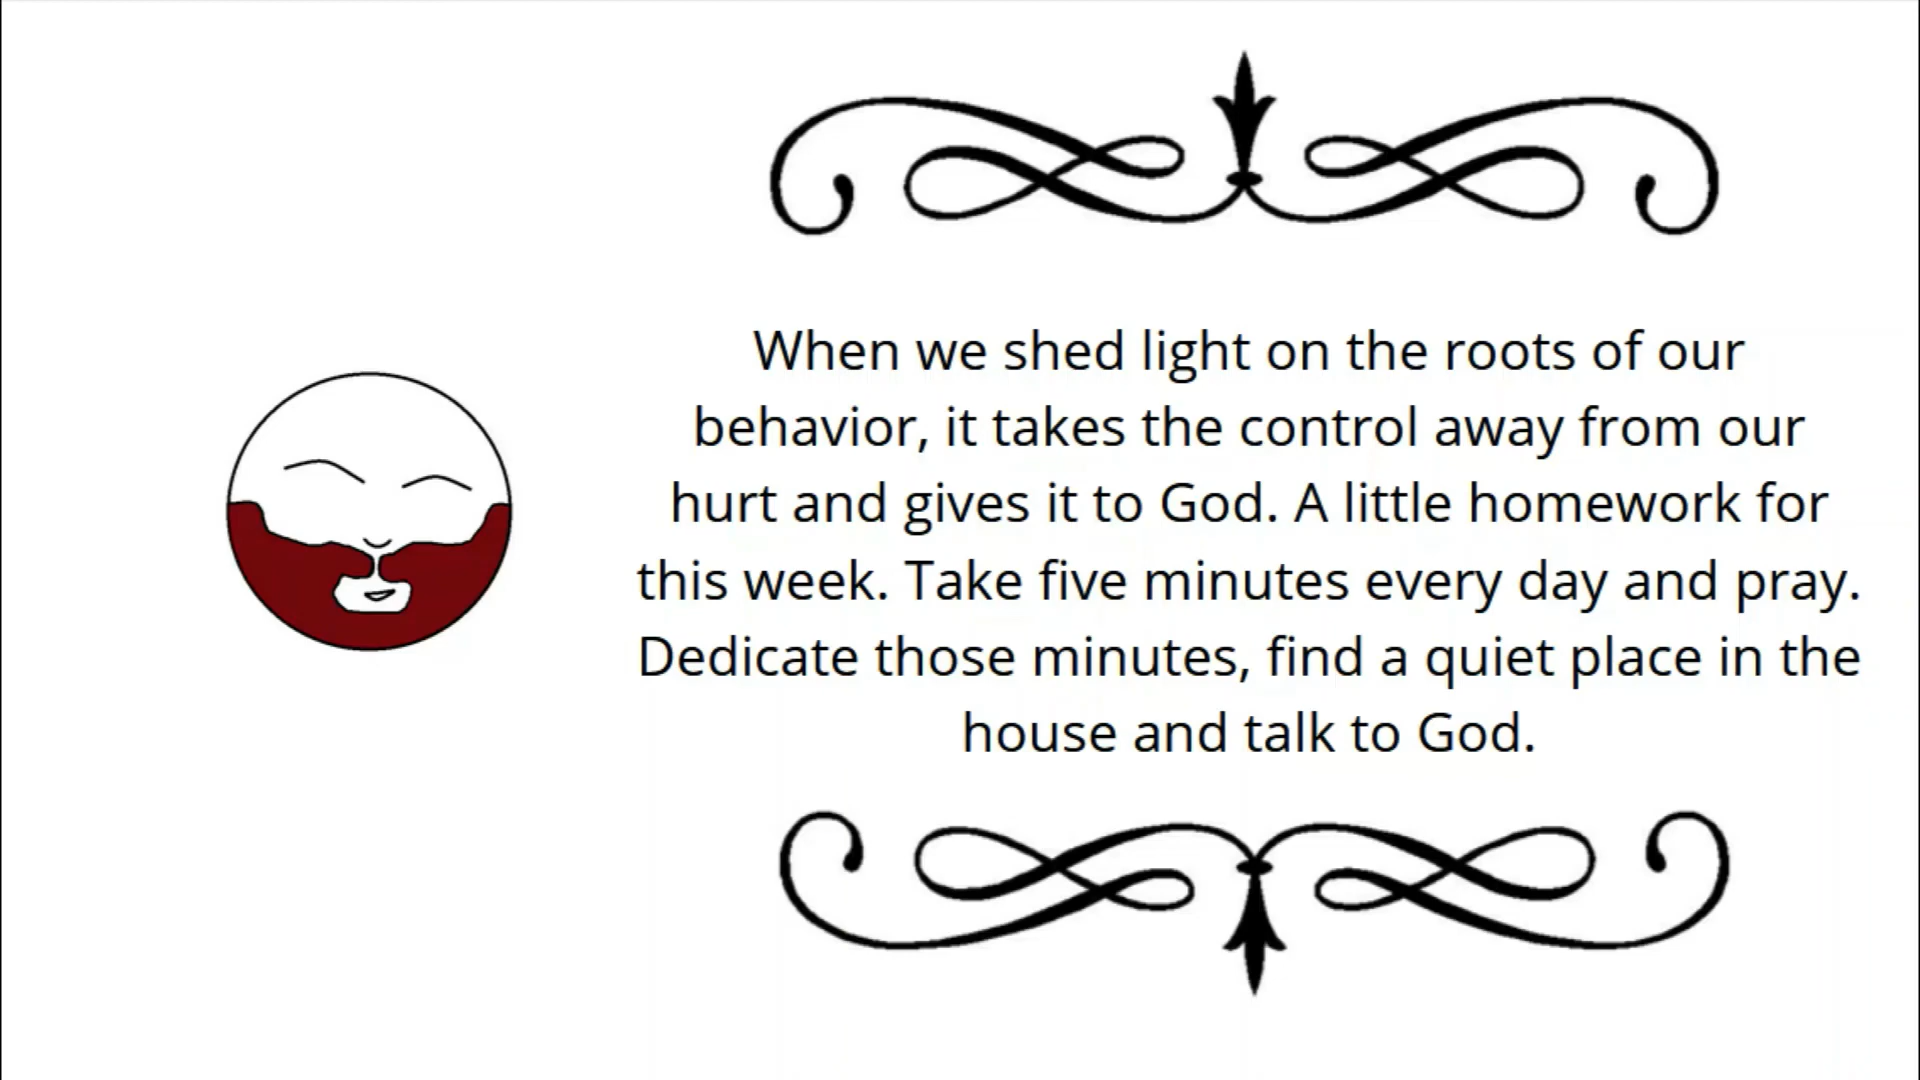 When we shed light on the roots of our
behavior, it takes the control away from our
hurt and gives it to God. A little homework for
this week. Take five minutes every day and pray.
Dedicate those minutes, find a quiet place in the
house and talk to God.